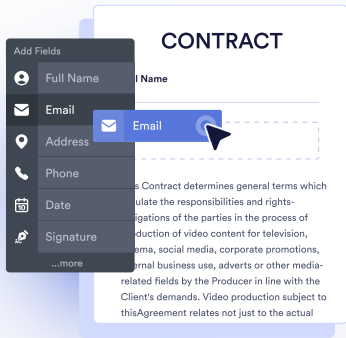 CONTRACT
Add Fields
Full Name
Email
Address
Phone
Date
10
Signature
...more
l Name
Email
s Contract determines general terms which
ulate the responsibilities and rights-
igations of the parties in the process of
duction of video content for television,
ema, social media, corporate promotions,
ernal business use, adverts or other media-
related fields by the Producer in line with the
Client's demands. Video production subject to
thisAgreement relates not just to the actual